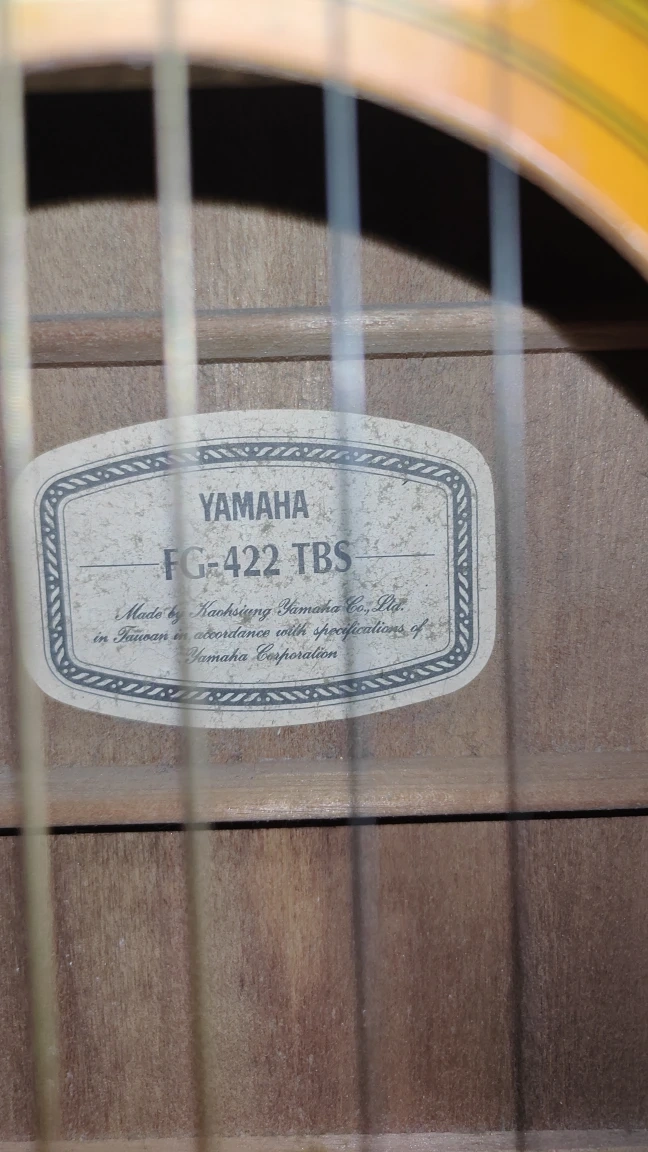 YAMAHA
FG-422 TBS
Made by Kaohsiung Yamaha Co., Ltd.
in Taiwan in accordance with specifications of
Yamaha Corporation